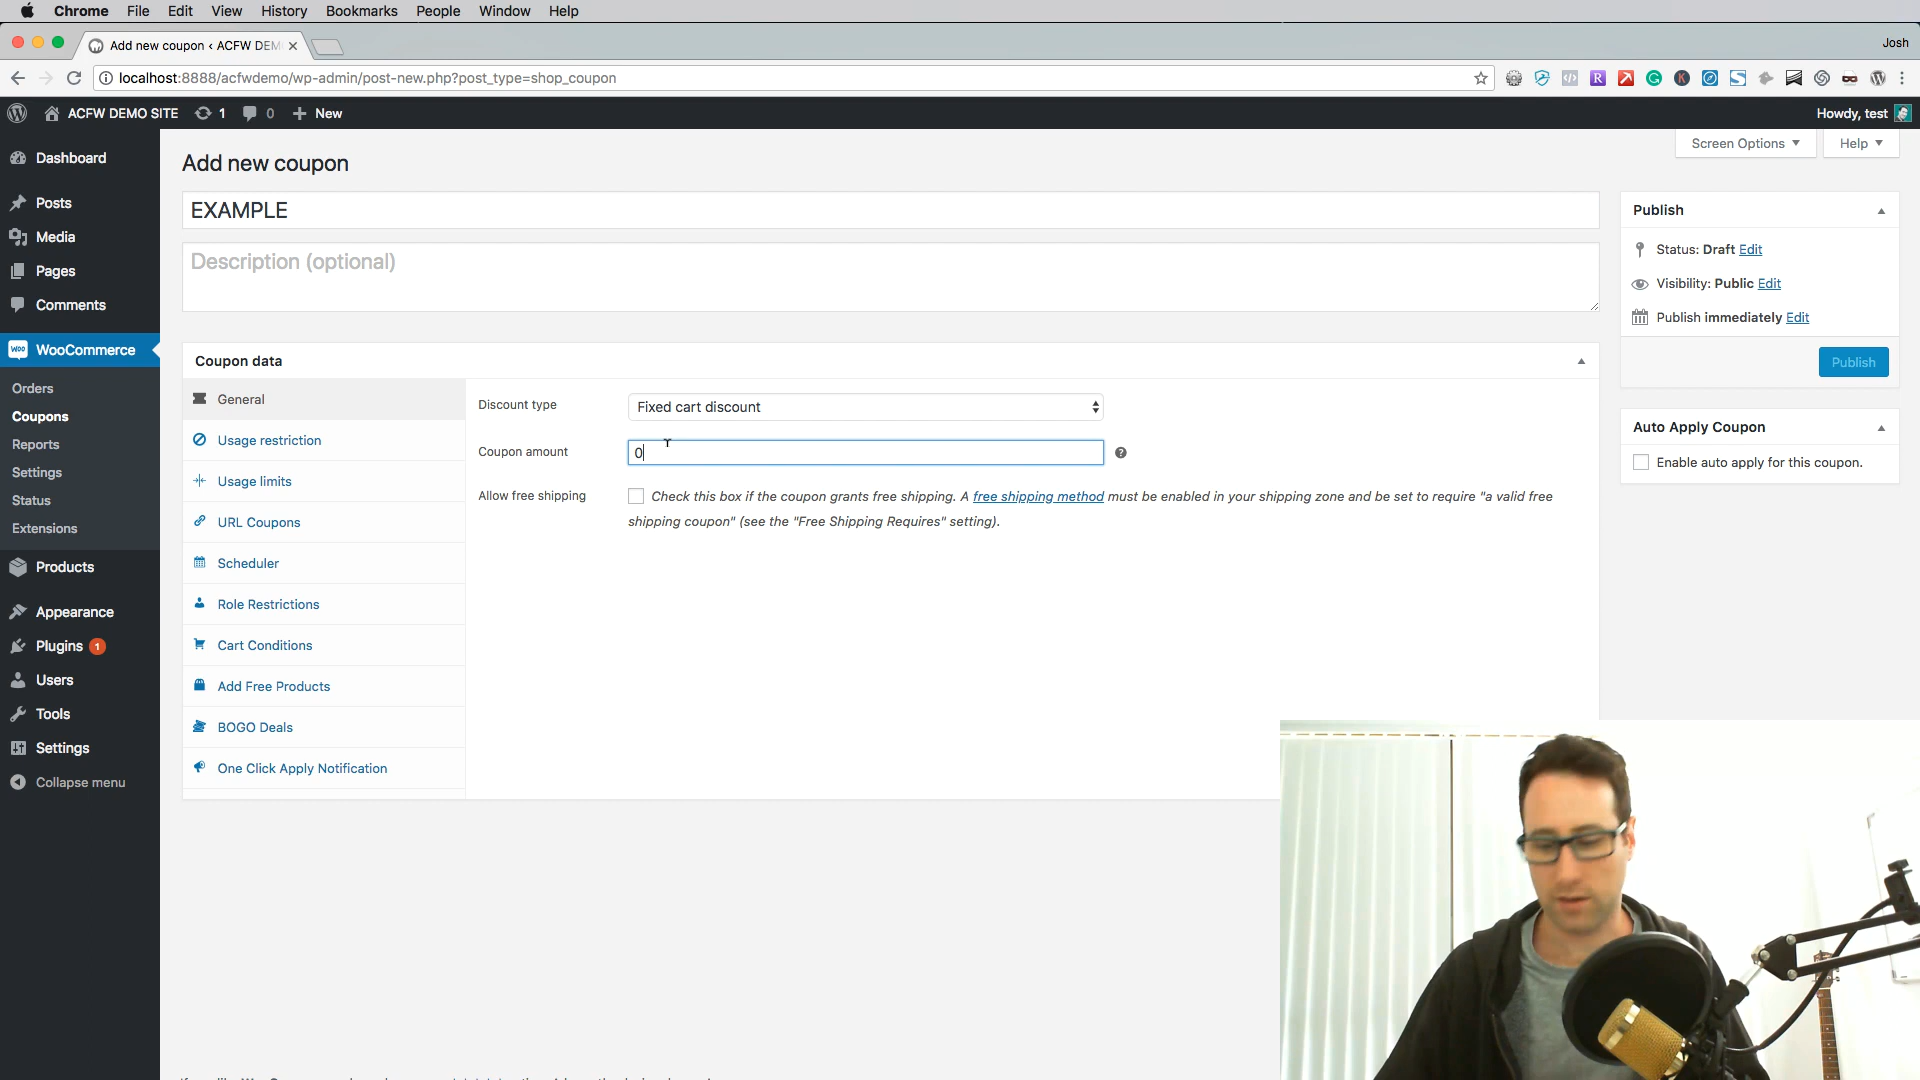 Chrome File Edit View History Bookmarks People Window Help
Add new coupon ‹ ACFW DEM
Josh
localhost:8888/acfwdemo/wp-admin/post-new.php?post_type=shop_coupon
ACFW DEMO SITE 1 0 + New
Howdy, test
Dashboard
Posts
Media
Pages
Comments
WooCommerce
Orders
Coupons
Reports
Settings
Status
Extensions
Products
Appearance
Plugins 1
Users
Tools
Settings
Collapse menu
Screen Options
Help
Add new coupon
EXAMPLE
Description (optional)
Coupon data
General
Usage restriction
Usage limits
URL Coupons
Scheduler
Role Restrictions
Cart Conditions
Add Free Products
BOGO Deals
One Click Apply Notification
Discount type
Fixed cart discount
Coupon amount
0
Allow free shipping
Check this box if the coupon grants free shipping. A free shipping method must be enabled in your shipping zone and be set to require "a valid free
shipping coupon" (see the "Free Shipping Requires" setting).
Publish
Status: Draft Edit
Visibility: Public Edit
Publish immediately Edit
Publish
Auto Apply Coupon
Enable auto apply for this coupon.